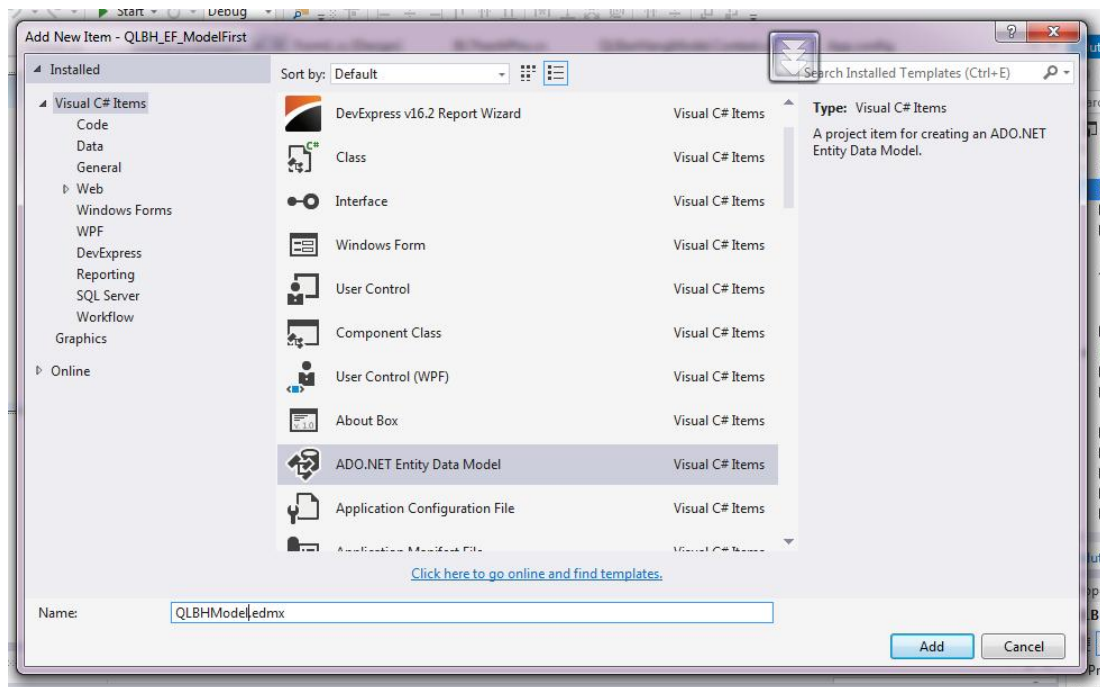 Start Debug
Add New Item - QLBH_EF_ModelFirst
Installed
Sort by: Default
Search Installed Templates (Ctrl+E)
Visual C# Items
Code
Data
General
Web
Windows Forms
WPF
DevExpress
Reporting
SQL Server
Workflow
Graphics
Online
DevExpress v16.2 Report Wizard Visual C# Items
Class Visual C# Items
Interface Visual C# Items
Windows Form Visual C# Items
User Control Visual C# Items
Component Class Visual C# Items
User Control (WPF) Visual C# Items
About Box Visual C# Items
ADO.NET Entity Data Model Visual C# Items
Application Configuration File Visual C# Items
Application Manifest File Visual C# Items
Type: Visual C# Items
A project item for creating an ADO.NET
Entity Data Model.
Click here to go online and find templates.
Name: QLBHModel.edmx
Add Cancel